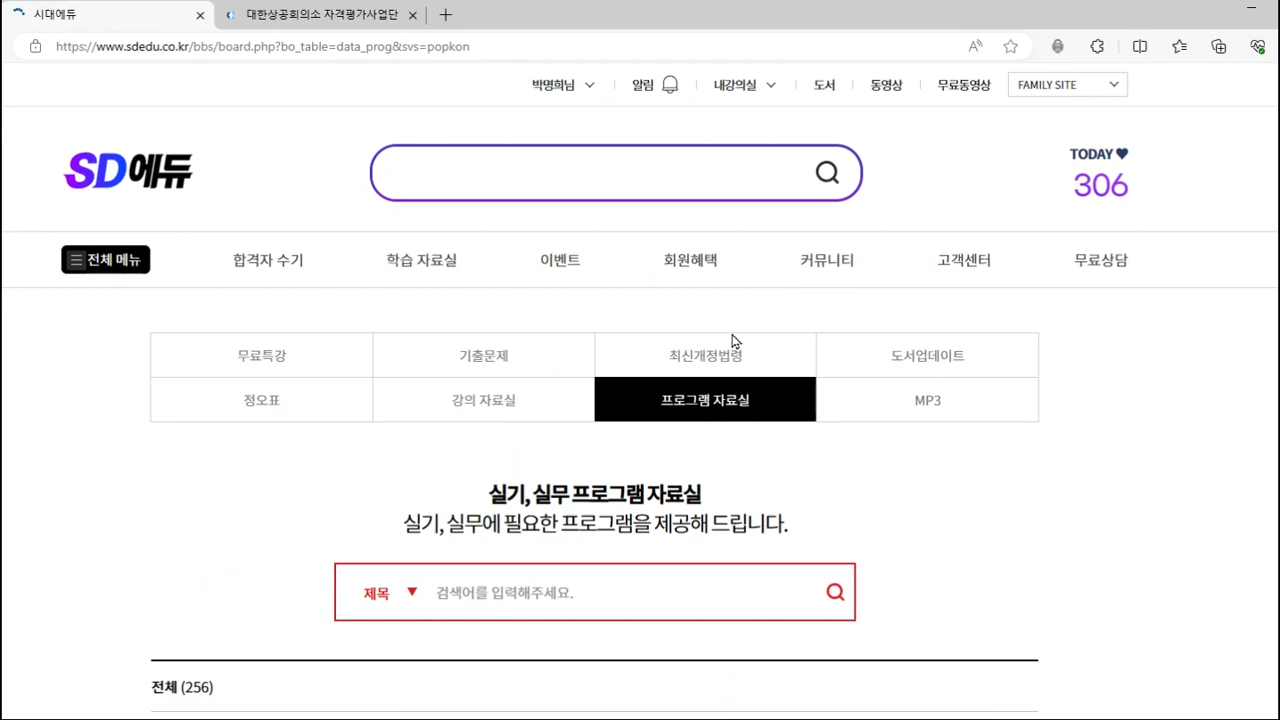 시대에듀
대한상공회의소 자격평가사업단
https://www.sdedu.co.kr/bbs/board.php?bo_table=data_prog&svs=popkon
박명희님 알림 내강의실 도서 동영상 무료동영상 FAMILY SITE
SD에듀
TODAY
306
전체 메뉴 합격자 수기 학습 자료실 이벤트 회원혜택 커뮤니티 고객센터 무료상담
무료특강 기출문제 최신개정법령 도서업데이트
정오표 강의 자료실 프로그램 자료실 MP3
실기, 실무 프로그램 자료실
실기, 실무에 필요한 프로그램을 제공해 드립니다.
제목 검색어를 입력해주세요.
전체 (256)